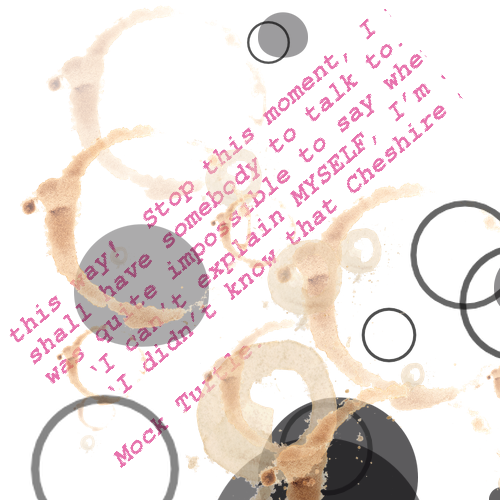 this way! Stop this moment, I
shall have somebody to talk to.
was quite impossible to say whe
'I can't explain MYSELF, I'm
'I didn't know that Cheshire
Mock Turtle